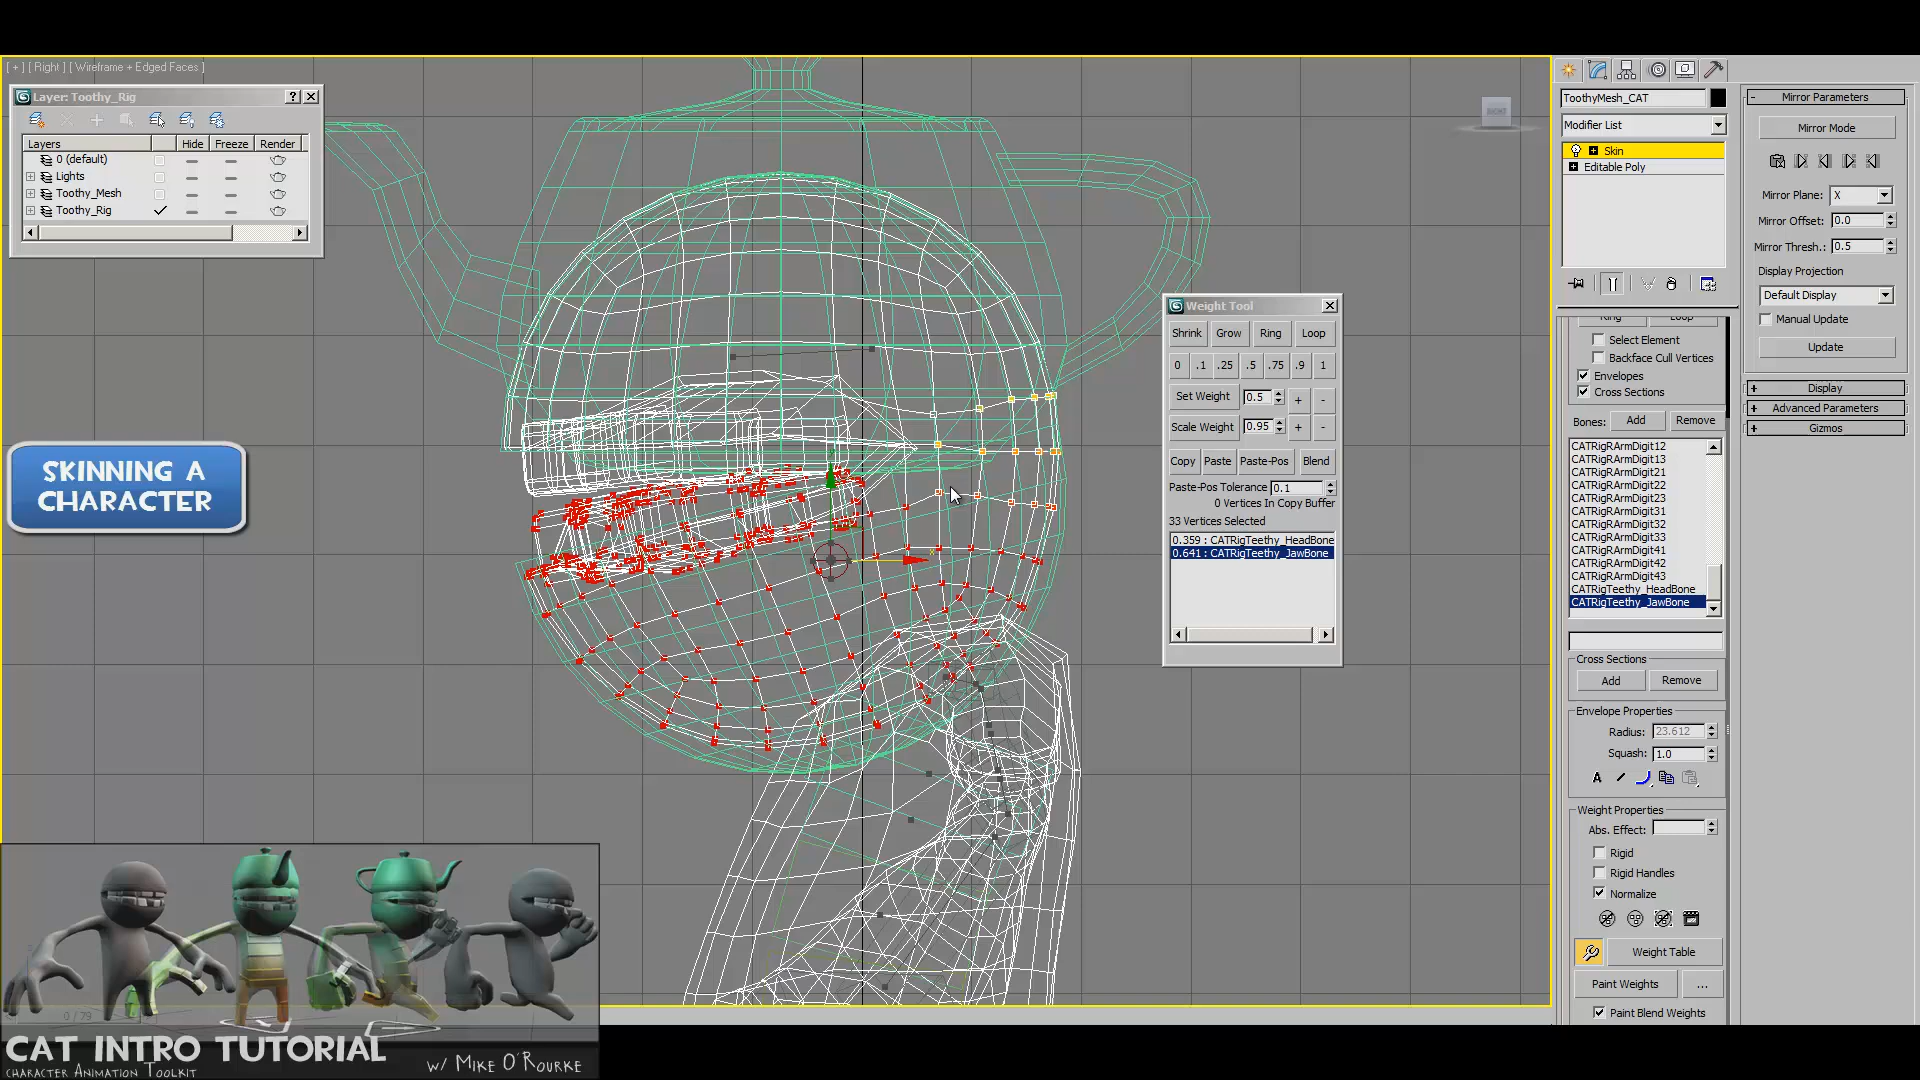 [ + ] [ Right ] [ Wireframe + Edged Faces ]
Layer: Toothy_Rig
?
Layers Hide Freeze Render
0 (default)
Lights
Toothy_Mesh
Toothy_Rig
SKINNING A
CHARACTER
0 / 79
CAT INTRO TUTORIAL
CHARACTER ANIMATION TOOLKIT
W/ MIKE O'ROURKE
Weight Tool
Shrink Grow Ring Loop
0 .1 .25 .5 .75 .9 1
Set Weight 0.5 + -
Scale Weight 0.95 + -
Copy Paste Paste-Pos Blend
Paste-Pos Tolerance 0.1
0 Vertices In Copy Buffer
33 Vertices Selected
0.359 : CATRigTeethy_HeadBone
0.641 : CATRigTeethy_JawBone
ToothyMesh_CAT
Modifier List
Skin
Editable Poly
Ring Loop
Select Element
Backface Cull Vertices
Envelopes
Cross Sections
Bones: Add Remove
CATRigRArmDigit12
CATRigRArmDigit13
CATRigRArmDigit21
CATRigRArmDigit22
CATRigRArmDigit23
CATRigRArmDigit31
CATRigRArmDigit32
CATRigRArmDigit33
CATRigRArmDigit41
CATRigRArmDigit42
CATRigRArmDigit43
CATRigTeethy_HeadBone
CATRigTeethy_JawBone
Cross Sections
Add Remove
Envelope Properties
Radius: 23.612
Squash: 1.0
A
Weight Properties
Abs. Effect:
Rigid
Rigid Handles
Normalize
Weight Table
Paint Weights ...
Paint Blend Weights
- Mirror Parameters
Mirror Mode
Mirror Plane: X
Mirror Offset: 0.0
Mirror Thresh.: 0.5
Display Projection
Default Display
Manual Update
Update
+ Display
+ Advanced Parameters
+ Gizmos